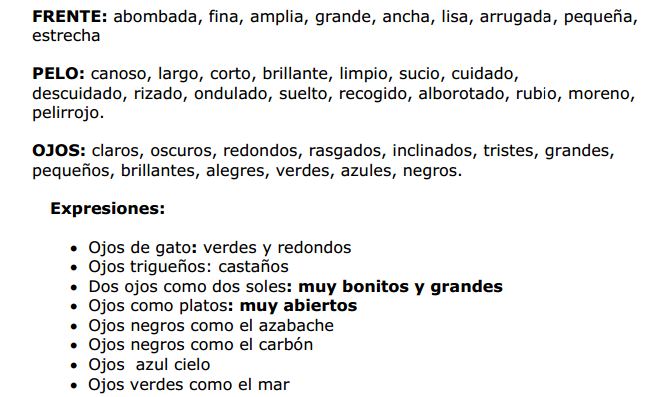 FRENTE: abombada, fina, amplia, grande, ancha, lisa, arrugada, pequeña,
estrecha
PELO: canoso, largo, corto, brillante, limpio, sucio, cuidado,
descuidado, rizado, ondulado, suelto, recogido, alborotado, rubio, moreno,
pelirrojo.
OJOS: claros, oscuros, redondos, rasgados, inclinados, tristes, grandes,
pequeños, brillantes, alegres, verdes, azules, negros.
Expresiones:
• Ojos de gato: verdes y redondos
• Ojos trigueños: castaños
• Dos ojos como dos soles: muy bonitos y grandes
• Ojos como platos: muy abiertos
• Ojos negros como el azabache
• Ojos negros como el carbón
• Ojos  azul cielo
• Ojos verdes como el mar